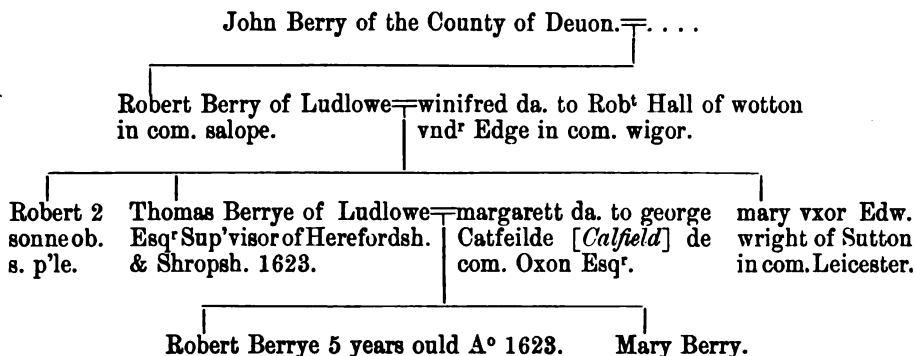 John Berry of the County of Deuon.=. . . .
Robert Berry of Ludlowe=winifred da. to Robᵗ Hall of wotton
in com. salope. vndʳ Edge in com. wigor.
Robert 2 Thomas Berrye of Ludlowe=margarett da. to george mary vxor Edw.
sonne ob. Esqʳ Sup'visor of Herefordsh. Catfeilde [Calfield] de wright of Sutton
s. p'le. & Shropsh. 1623. com. Oxon Esqʳ. in com. Leicester.
Robert Berrye 5 years ould Aº 1623. Mary Berry.